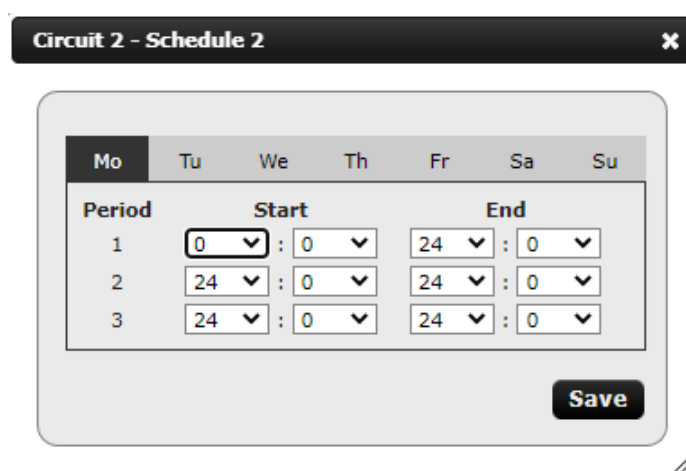 Circuit 2 - Schedule 2
Mo Tu We Th Fr Sa Su
Period Start End
1 0 : 0 24 : 0
2 24 : 0 24 : 0
3 24 : 0 24 : 0
Save